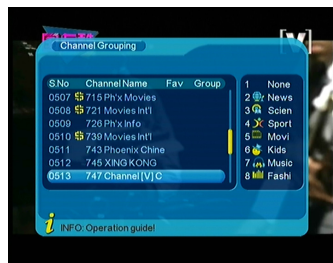 Channel Grouping
[V]
S.No Channel Name Fav Group
0507 $ 715 Ph'x Movies
0508 $ 721 Movies Int'l
0509 726 Ph'x Info
0510 $ 739 Movies Int'l
0511 743 Phoenix Chine
0512 745 XING KONG
0513 747 Channel [V] C
1 None
2 News
3 Scien
4 Sport
5 Movi
6 Kids
7 Music
8 Fashi
i INFO: Operation guide!